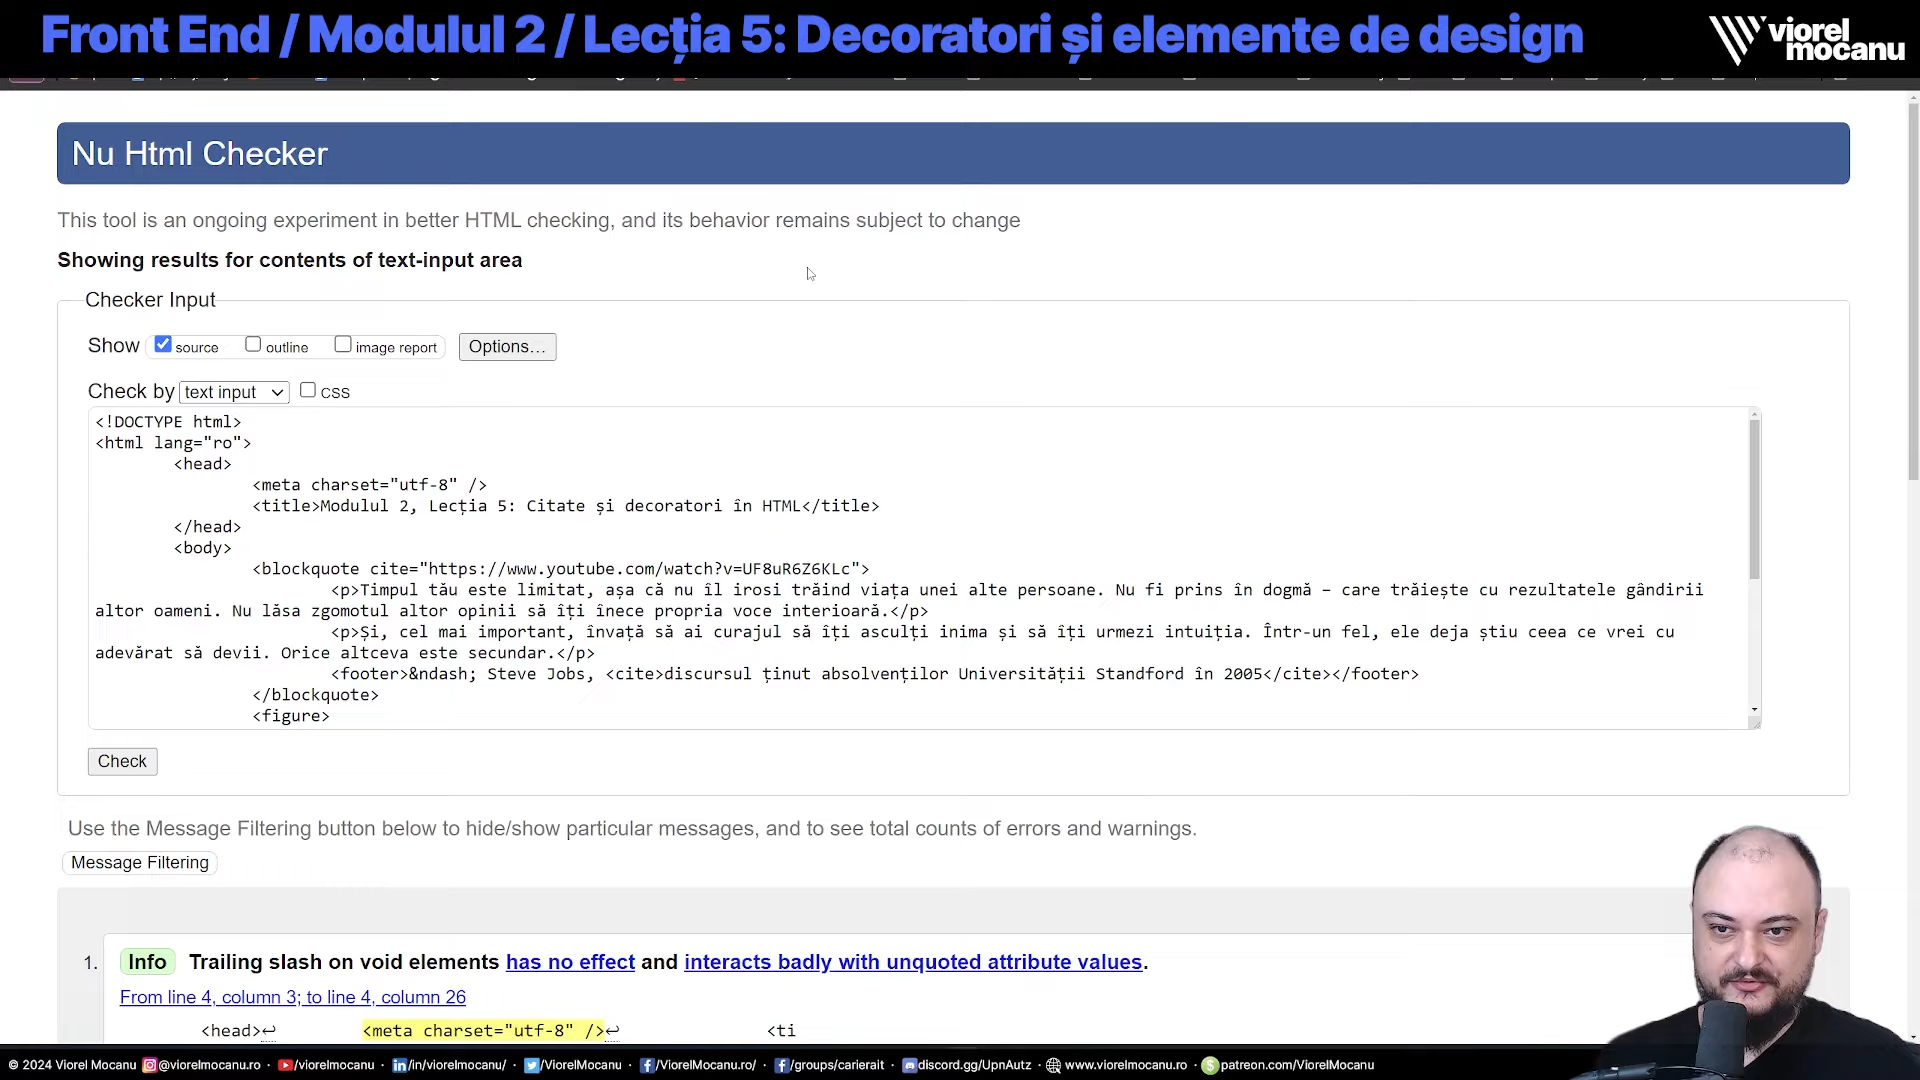 Front End / Modulul 2 / Lecția 5: Decoratori și elemente de design
viorel
mocanu
Nu Html Checker
This tool is an ongoing experiment in better HTML checking, and its behavior remains subject to change
Showing results for contents of text-input area
Checker Input
Show source outline image report Options…
Check by text input CSS
<!DOCTYPE html>
<html lang="ro">
<head>
<meta charset="utf-8" />
<title>Modulul 2, Lecția 5: Citate și decoratori în HTML</title>
</head>
<body>
<blockquote cite="https://www.youtube.com/watch?v=UF8uR6Z6KLc">
<p>Timpul tău este limitat, așa că nu îl irosi trăind viața unei alte persoane. Nu fi prins în dogmă – care trăiește cu rezultatele gândirii
altor oameni. Nu lăsa zgomotul altor opinii să îți înece propria voce interioară.</p>
<p>Și, cel mai important, învață să ai curajul să îți asculți inima și să îți urmezi intuiția. Într-un fel, ele deja știu ceea ce vrei cu
adevărat să devii. Orice altceva este secundar.</p>
<footer>&ndash; Steve Jobs, <cite>discursul ținut absolvenților Universității Standford în 2005</cite></footer>
</blockquote>
<figure>
Check
Use the Message Filtering button below to hide/show particular messages, and to see total counts of errors and warnings.
Message Filtering
1. Info Trailing slash on void elements has no effect and interacts badly with unquoted attribute values.
From line 4, column 3; to line 4, column 26
<head>↩ <meta charset="utf-8" />↩ <ti
© 2024 Viorel Mocanu @viorelmocanu.ro · /viorelmocanu · /in/viorelmocanu/ · /ViorelMocanu · /ViorelMocanu.ro/ · /groups/carierait · discord.gg/UpnAutz · www.viorelmocanu.ro · patreon.com/ViorelMocanu